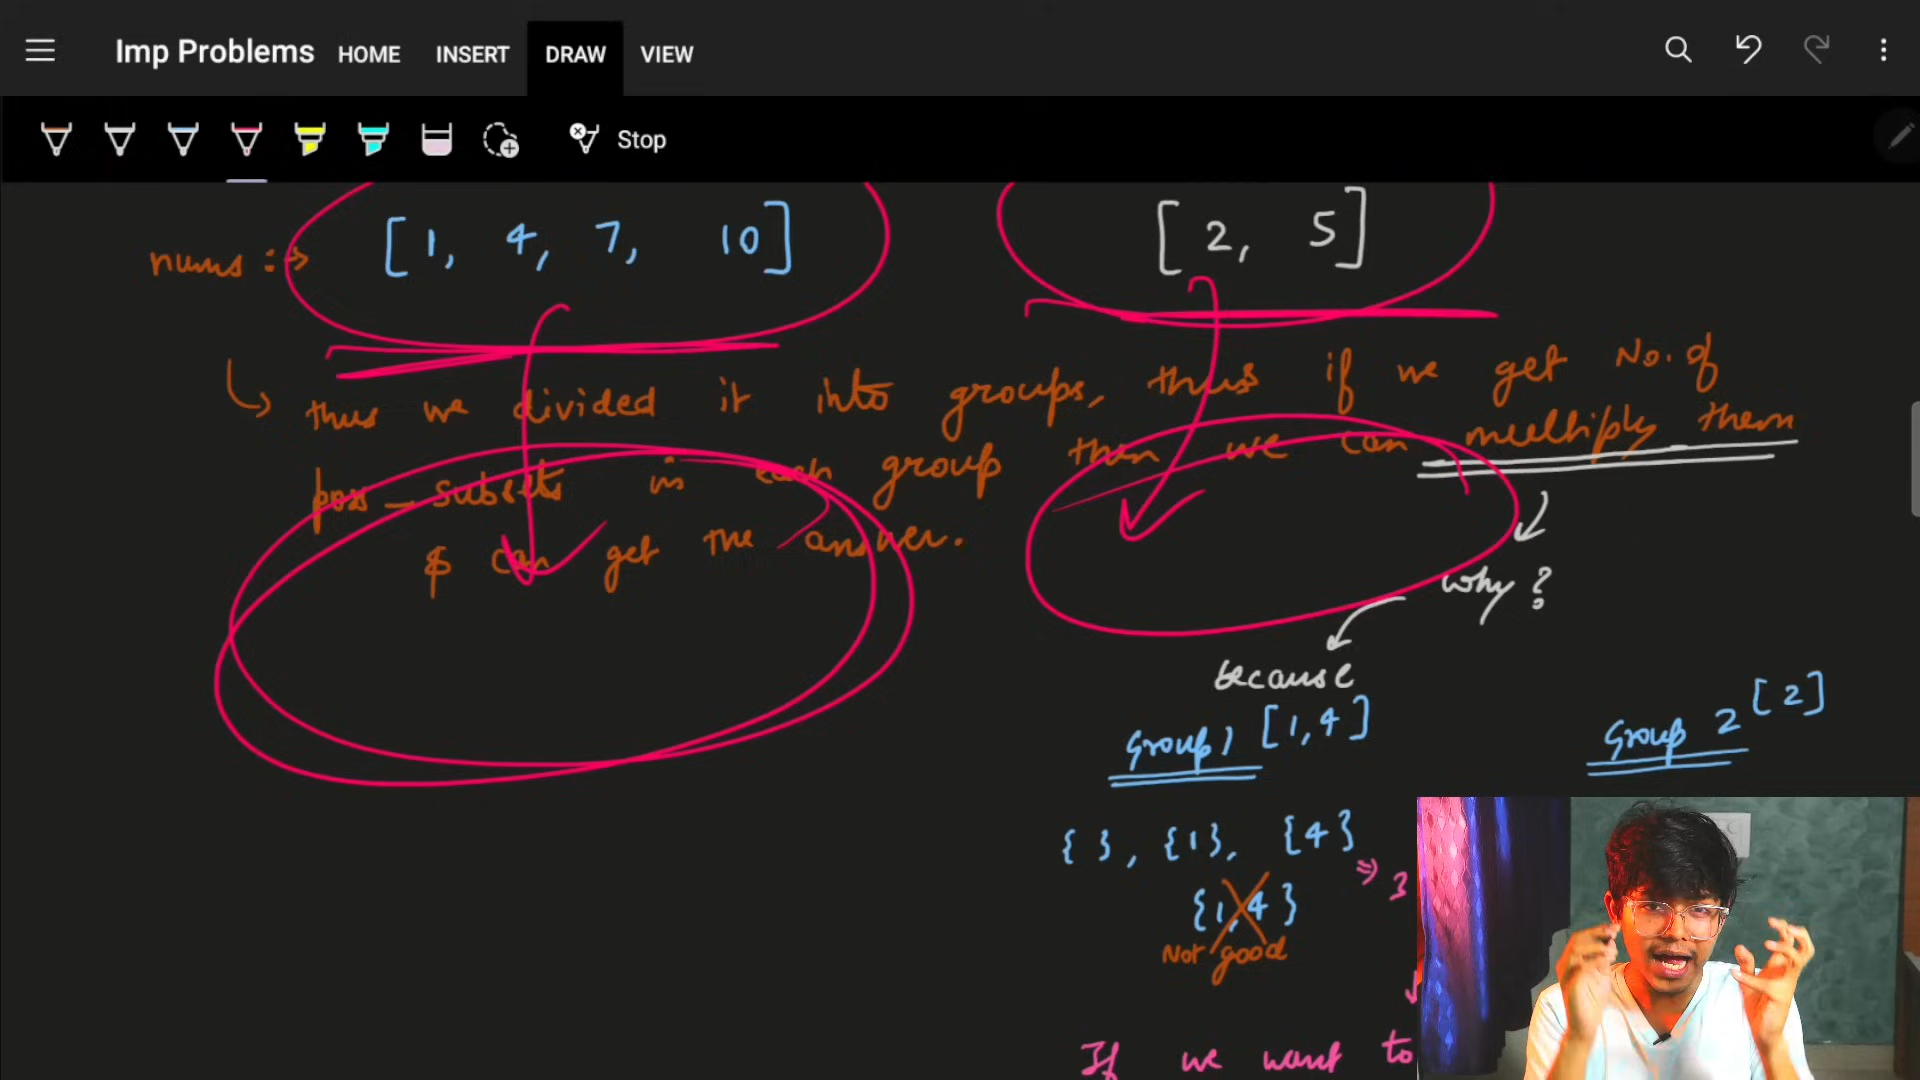 Imp Problems HOME INSERT DRAW VIEW
Stop
nums :→ [1, 4, 7, 10] [2, 5]
thus we divided it into groups, thus if we get No. of
poss_subsets in each group then we can multiply them
$ can get the answer.
why ?
because
Group 1 [1, 4] Group 2 [2]
{ }, {1}, {4}
⇒ 3
{1, 4}
Not good
If we want to